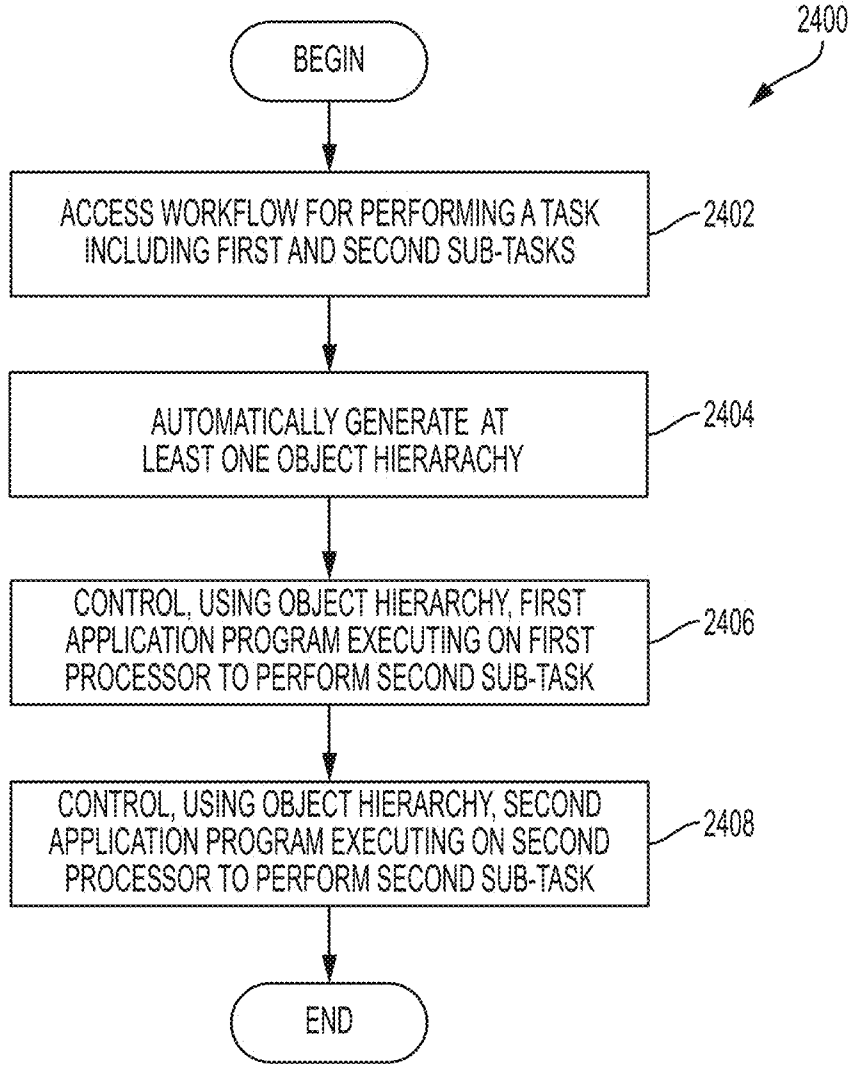 2400
BEGIN
ACCESS WORKFLOW FOR PERFORMING A TASK
INCLUDING FIRST AND SECOND SUB-TASKS
2402
AUTOMATICALLY GENERATE AT
LEAST ONE OBJECT HIERARACHY
2404
CONTROL, USING OBJECT HIERARCHY, FIRST
APPLICATION PROGRAM EXECUTING ON FIRST
PROCESSOR TO PERFORM SECOND SUB-TASK
2406
CONTROL, USING OBJECT HIERARCHY, SECOND
APPLICATION PROGRAM EXECUTING ON SECOND
PROCESSOR TO PERFORM SECOND SUB-TASK
2408
END